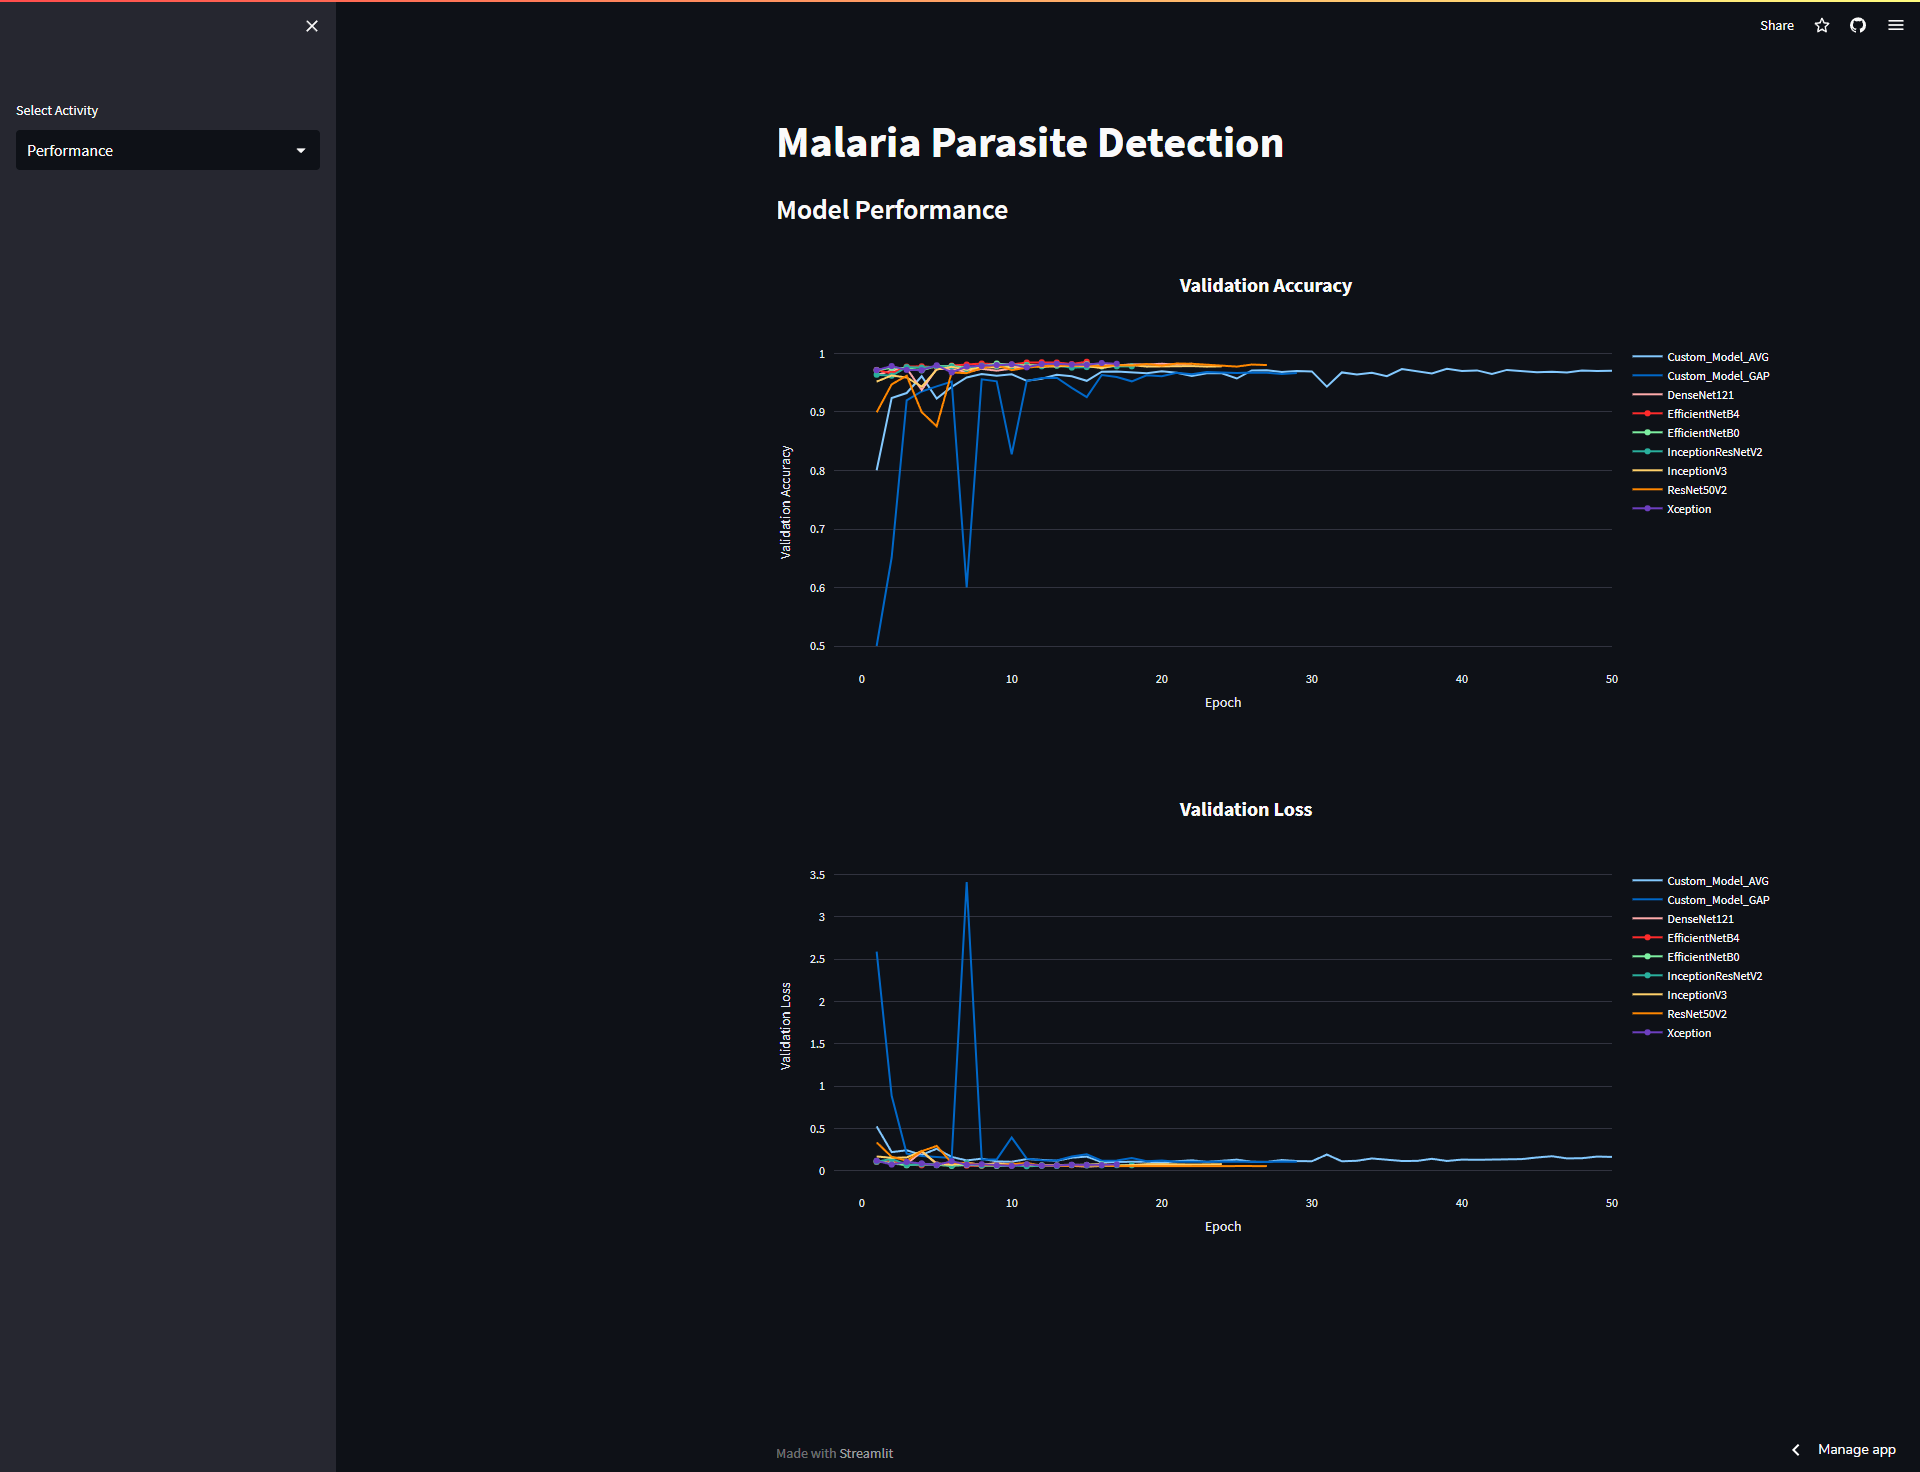 Share
Select Activity
Performance
Malaria Parasite Detection
Model Performance
Validation Accuracy
1
0.9
0.8
0.7
0.6
0.5
Validation Accuracy
0 10 20 30 40 50
Epoch
Custom_Model_AVG
Custom_Model_GAP
DenseNet121
EfficientNetB4
EfficientNetB0
InceptionResNetV2
InceptionV3
ResNet50V2
Xception
Validation Loss
3.5
3
2.5
2
1.5
1
0.5
0
Validation Loss
0 10 20 30 40 50
Epoch
Custom_Model_AVG
Custom_Model_GAP
DenseNet121
EfficientNetB4
EfficientNetB0
InceptionResNetV2
InceptionV3
ResNet50V2
Xception
Made with Streamlit
Manage app